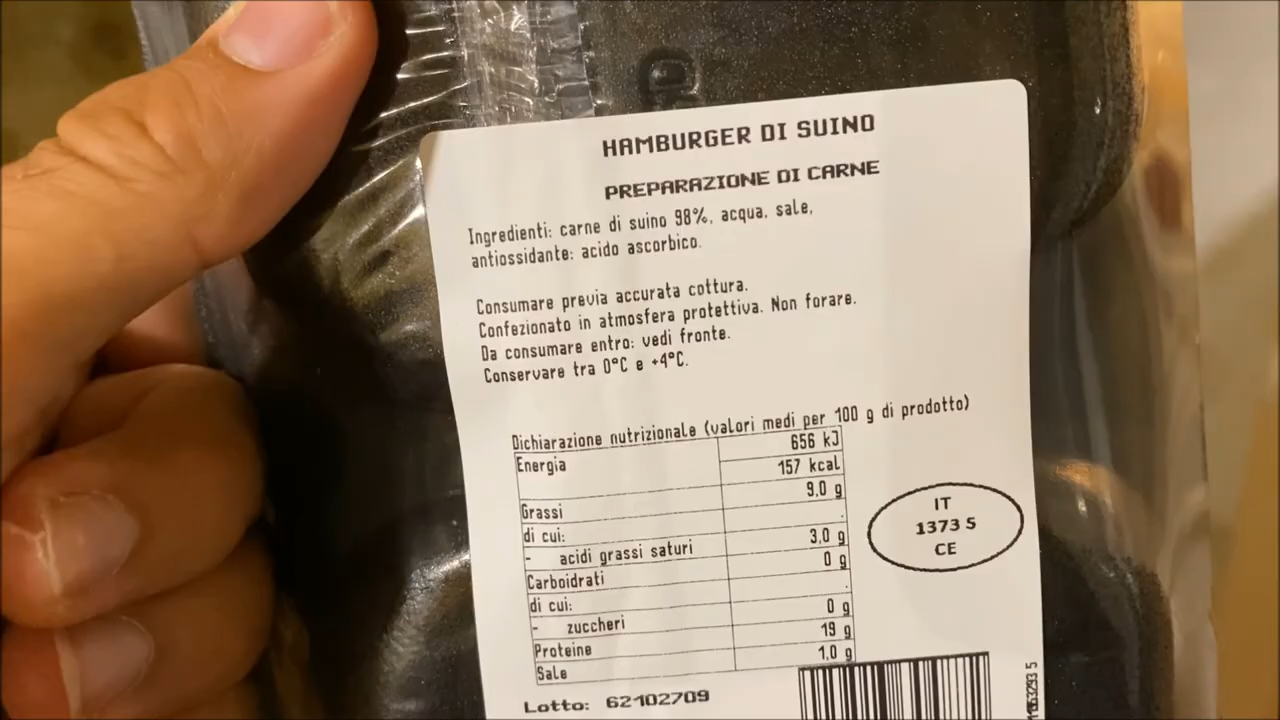 HAMBURGER DI SUINO
PREPARAZIONE DI CARNE
Ingredienti: carne di suino 98%, acqua, sale,
antiossidante: acido ascorbico.
Consumare previa accurata cottura.
Confezionato in atmosfera protettiva. Non forare.
Da consumare entro: vedi fronte.
Conservare tra 0°C e +4°C.
Dichiarazione nutrizionale (valori medi per 100 g di prodotto)
Energia 656 kJ
157 kcal
Grassi 9,0 g
di cui:
- acidi grassi saturi 3,0 g
Carboidrati 0 g
di cui:
- zuccheri 0 g
Proteine 19 g
Sale 1,0 g
IT
1373 S
CE
Lotto: 62102709